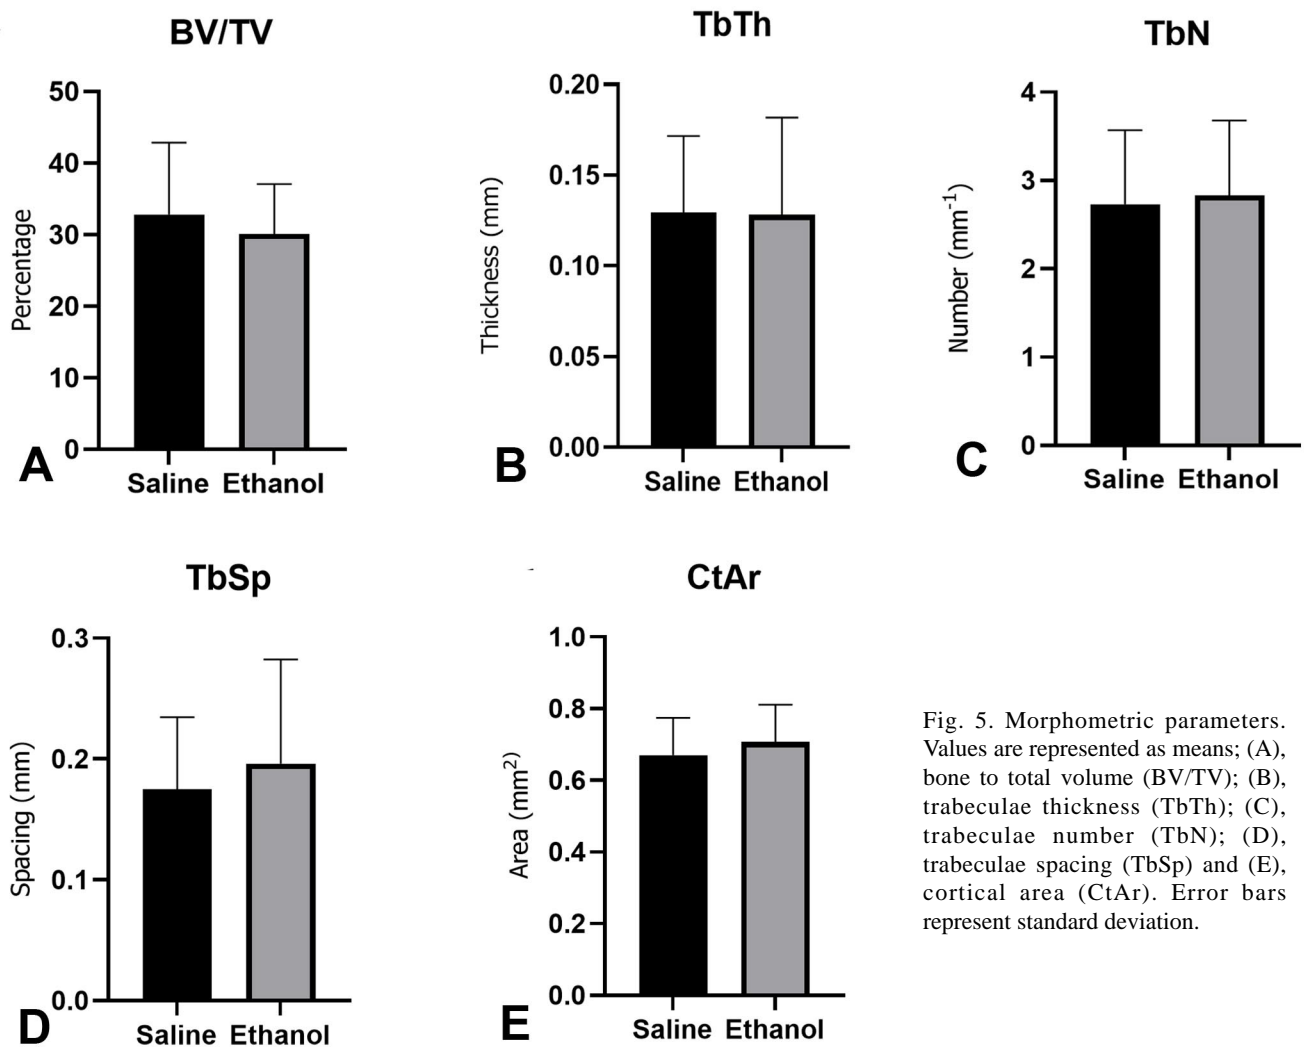 BV/TV
50
40
30
20
10
0
Percentage
A
Saline Ethanol
TbTh
0.20
0.15
0.10
0.05
0.00
Thickness (mm)
B
Saline Ethanol
TbN
4
3
2
1
0
Number (mm⁻¹)
C
Saline Ethanol
TbSp
0.3
0.2
0.1
0.0
Spacing (mm)
D
Saline Ethanol
CtAr
1.0
0.8
0.6
0.4
0.2
0.0
Area (mm²)
E
Saline Ethanol
Fig. 5. Morphometric parameters.
Values are represented as means; (A),
bone to total volume (BV/TV); (B),
trabeculae thickness (TbTh); (C),
trabeculae number (TbN); (D),
trabeculae spacing (TbSp) and (E),
cortical area (CtAr). Error bars
represent standard deviation.